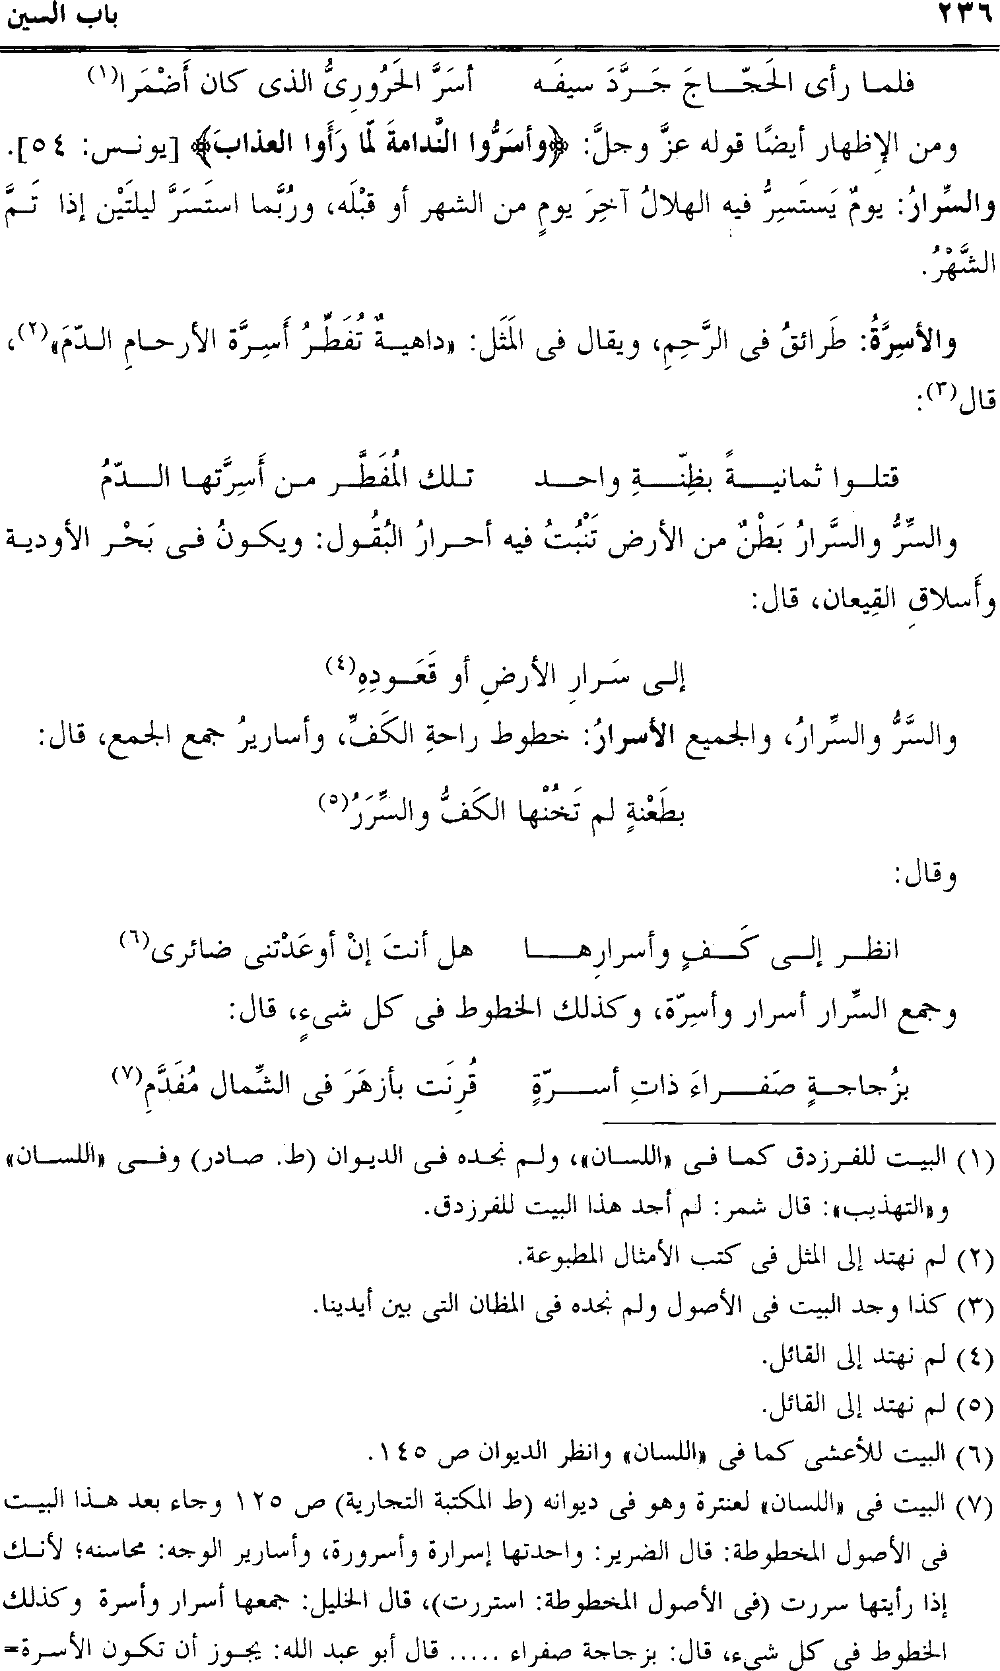 ٢٣٦ باب السين
فلما رأى الحَجّاجَ جَرَّدَ سيفَه أسَرَّ الحَرُورِىُّ الذى كان أَضْمَرا(١)
ومن الإظهار أيضًا قوله عزَّ وجلَّ: ﴿وأسَرُّوا النَّدامةَ لمّا رَأَوا العذابَ﴾ [يونس: ٥٤].
والسِّرارُ: يومٌ يَستَسِرُّ فيه الهلالُ آخِرَ يومٍ من الشهر أو قبْلَه، ورُبَّما استَسَرَّ ليلتَيْن إذا تَمَّ
الشَّهْرُ.
والأسِرَّةُ: طَرائقُ فى الرَّحِمِ، ويقال فى المَثَل: «داهيةٌ تُفَطِّرُ أَسِرَّة الأرحامِ الدّمَ»(٢)،
قال(٣):
قتلوا ثمانيةً بظِنّةِ واحد تلك المُفَطَّر من أَسِرَّتها الدّمُ
والسِّرُّ والسَّرارُ بَطْنٌ من الأرض تَنْبُتُ فيه أحرارُ البُقُول: ويكونُ فى بَحْر الأودية
وأَسلاقِ القِيعان، قال:
إلى سَرارِ الأرضِ أو قَعَودِهِ(٤)
والسَّرُّ والسِّرارُ، والجميع الأسرارُ: خطوط راحةِ الكَفِّ، وأساريرُ جمع الجمع، قال:
بطَعْنةٍ لم تَخُنْها الكَفُّ والسِّرَرُ(٥)
وقال:
انظر إلى كَفٍ وأسرارِها هل أنتَ إنْ أوعَدْتنى ضائرى(٦)
وجمع السِّرار أسرار وأسِرّة، وكذلك الخطوط فى كل شىءٍ، قال:
بزُجاجةٍ صَفراءَ ذاتِ أسرّةٍ قُرِنَت بأزهَرَ فى الشِّمال مُفَدَّمِ(٧)
(١) البيت للفرزدق كما فى «اللسان»، ولم نجده فى الديوان (ط. صادر) وفى «اللسان»
و«التهذيب»: قال شمر: لم أجد هذا البيت للفرزدق.
(٢) لم نهتد إلى المثل فى كتب الأمثال المطبوعة.
(٣) كذا وجد البيت فى الأصول ولم نجده فى المظان التى بين أيدينا.
(٤) لم نهتد إلى القائل.
(٥) لم نهتد إلى القائل.
(٦) البيت للأعشى كما فى «اللسان» وانظر الديوان ص ١٤٥.
(٧) البيت فى «اللسان» لعنترة وهو فى ديوانه (ط المكتبة التجارية) ص ١٢٥ وجاء بعد هذا البيت
فى الأصول المخطوطة: قال الضرير: واحدتها إسرارة وأسرورة، وأسارير الوجه: محاسنه؛ لأنك
إذا رأيتها سررت (فى الأصول المخطوطة: استررت)، قال الخليل: جمعها أسرار وأسرة وكذلك
الخطوط فى كل شىء، قال: بزجاجة صفراء ..... قال أبو عبد الله: يجوز أن تكون الأسرة=